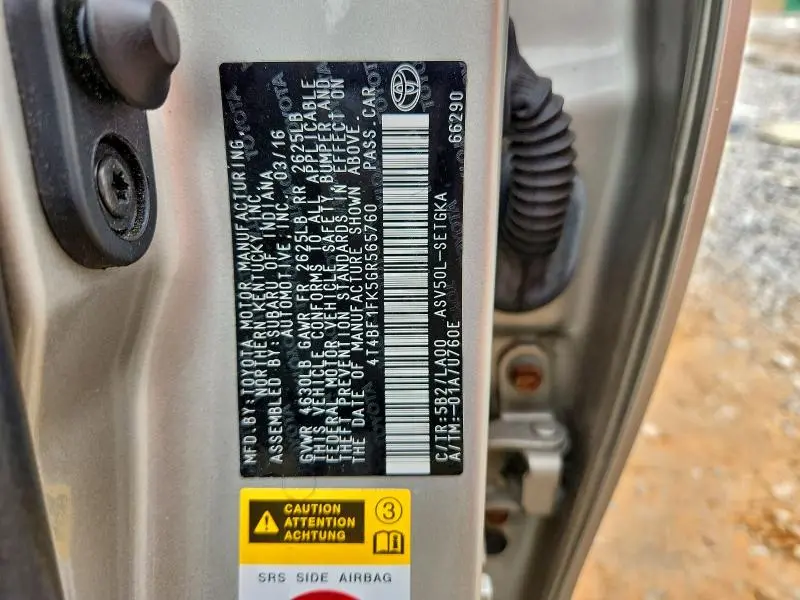 MFD.BY:TOYOTA MOTOR MANUFACTURING
NORTHERN KENTUCKY, INC.
ASSEMBLED BY:SUBARU OF INDIANA
AUTOMOTIVE, INC. 03/16
GVWR 4630LB GAWR FR 2625LB RR 2625LB
THIS VEHICLE CONFORMS TO ALL APPLICABLE
FEDERAL MOTOR VEHICLE SAFETY, BUMPER, AND
THEFT PREVENTION STANDARDS IN EFFECT ON
THE DATE OF MANUFACTURE SHOWN ABOVE.
4T4BF1FK5GR565760 PASS.CAR
C/TR:5B2/LA00 ASV50L-SETGKA 66290
A/TM:-01A/U760E
CAUTION
ATTENTION
ACHTUNG
3
SRS SIDE AIRBAG